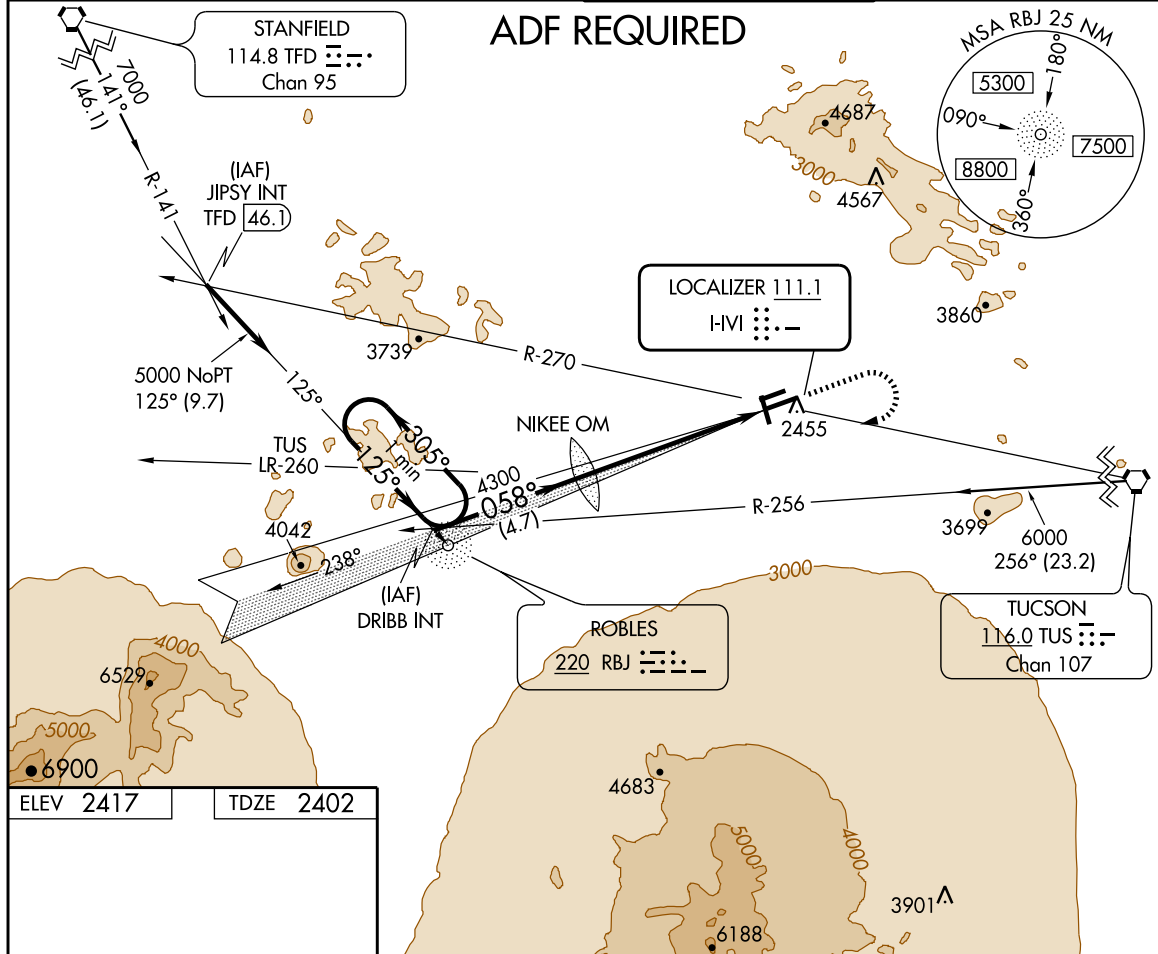 ADF REQUIRED
STANFIELD
114.8 TFD
Chan 95
7000
141°
(46.1)
R-141
MSA RBJ 25 NM
180°
5300
090°
7500
8800
360°
4687
3000
4567
3860
(IAF)
JIPSY INT
TFD 46.1
LOCALIZER 111.1
I-IVI
3739
R-270
5000 NoPT
125° (9.7)
125°
NIKEE OM
2455
TUS
LR-260
305°
1 min
125°
4300
058°
(4.7)
R-256
3699
6000
256° (23.2)
4042
238°
(IAF)
DRIBB INT
3000
ROBLES
220 RBJ
TUCSON
116.0 TUS
Chan 107
4000
6529
5000
6900
4683
5000
4000
3901
6188
ELEV 2417
TDZE 2402